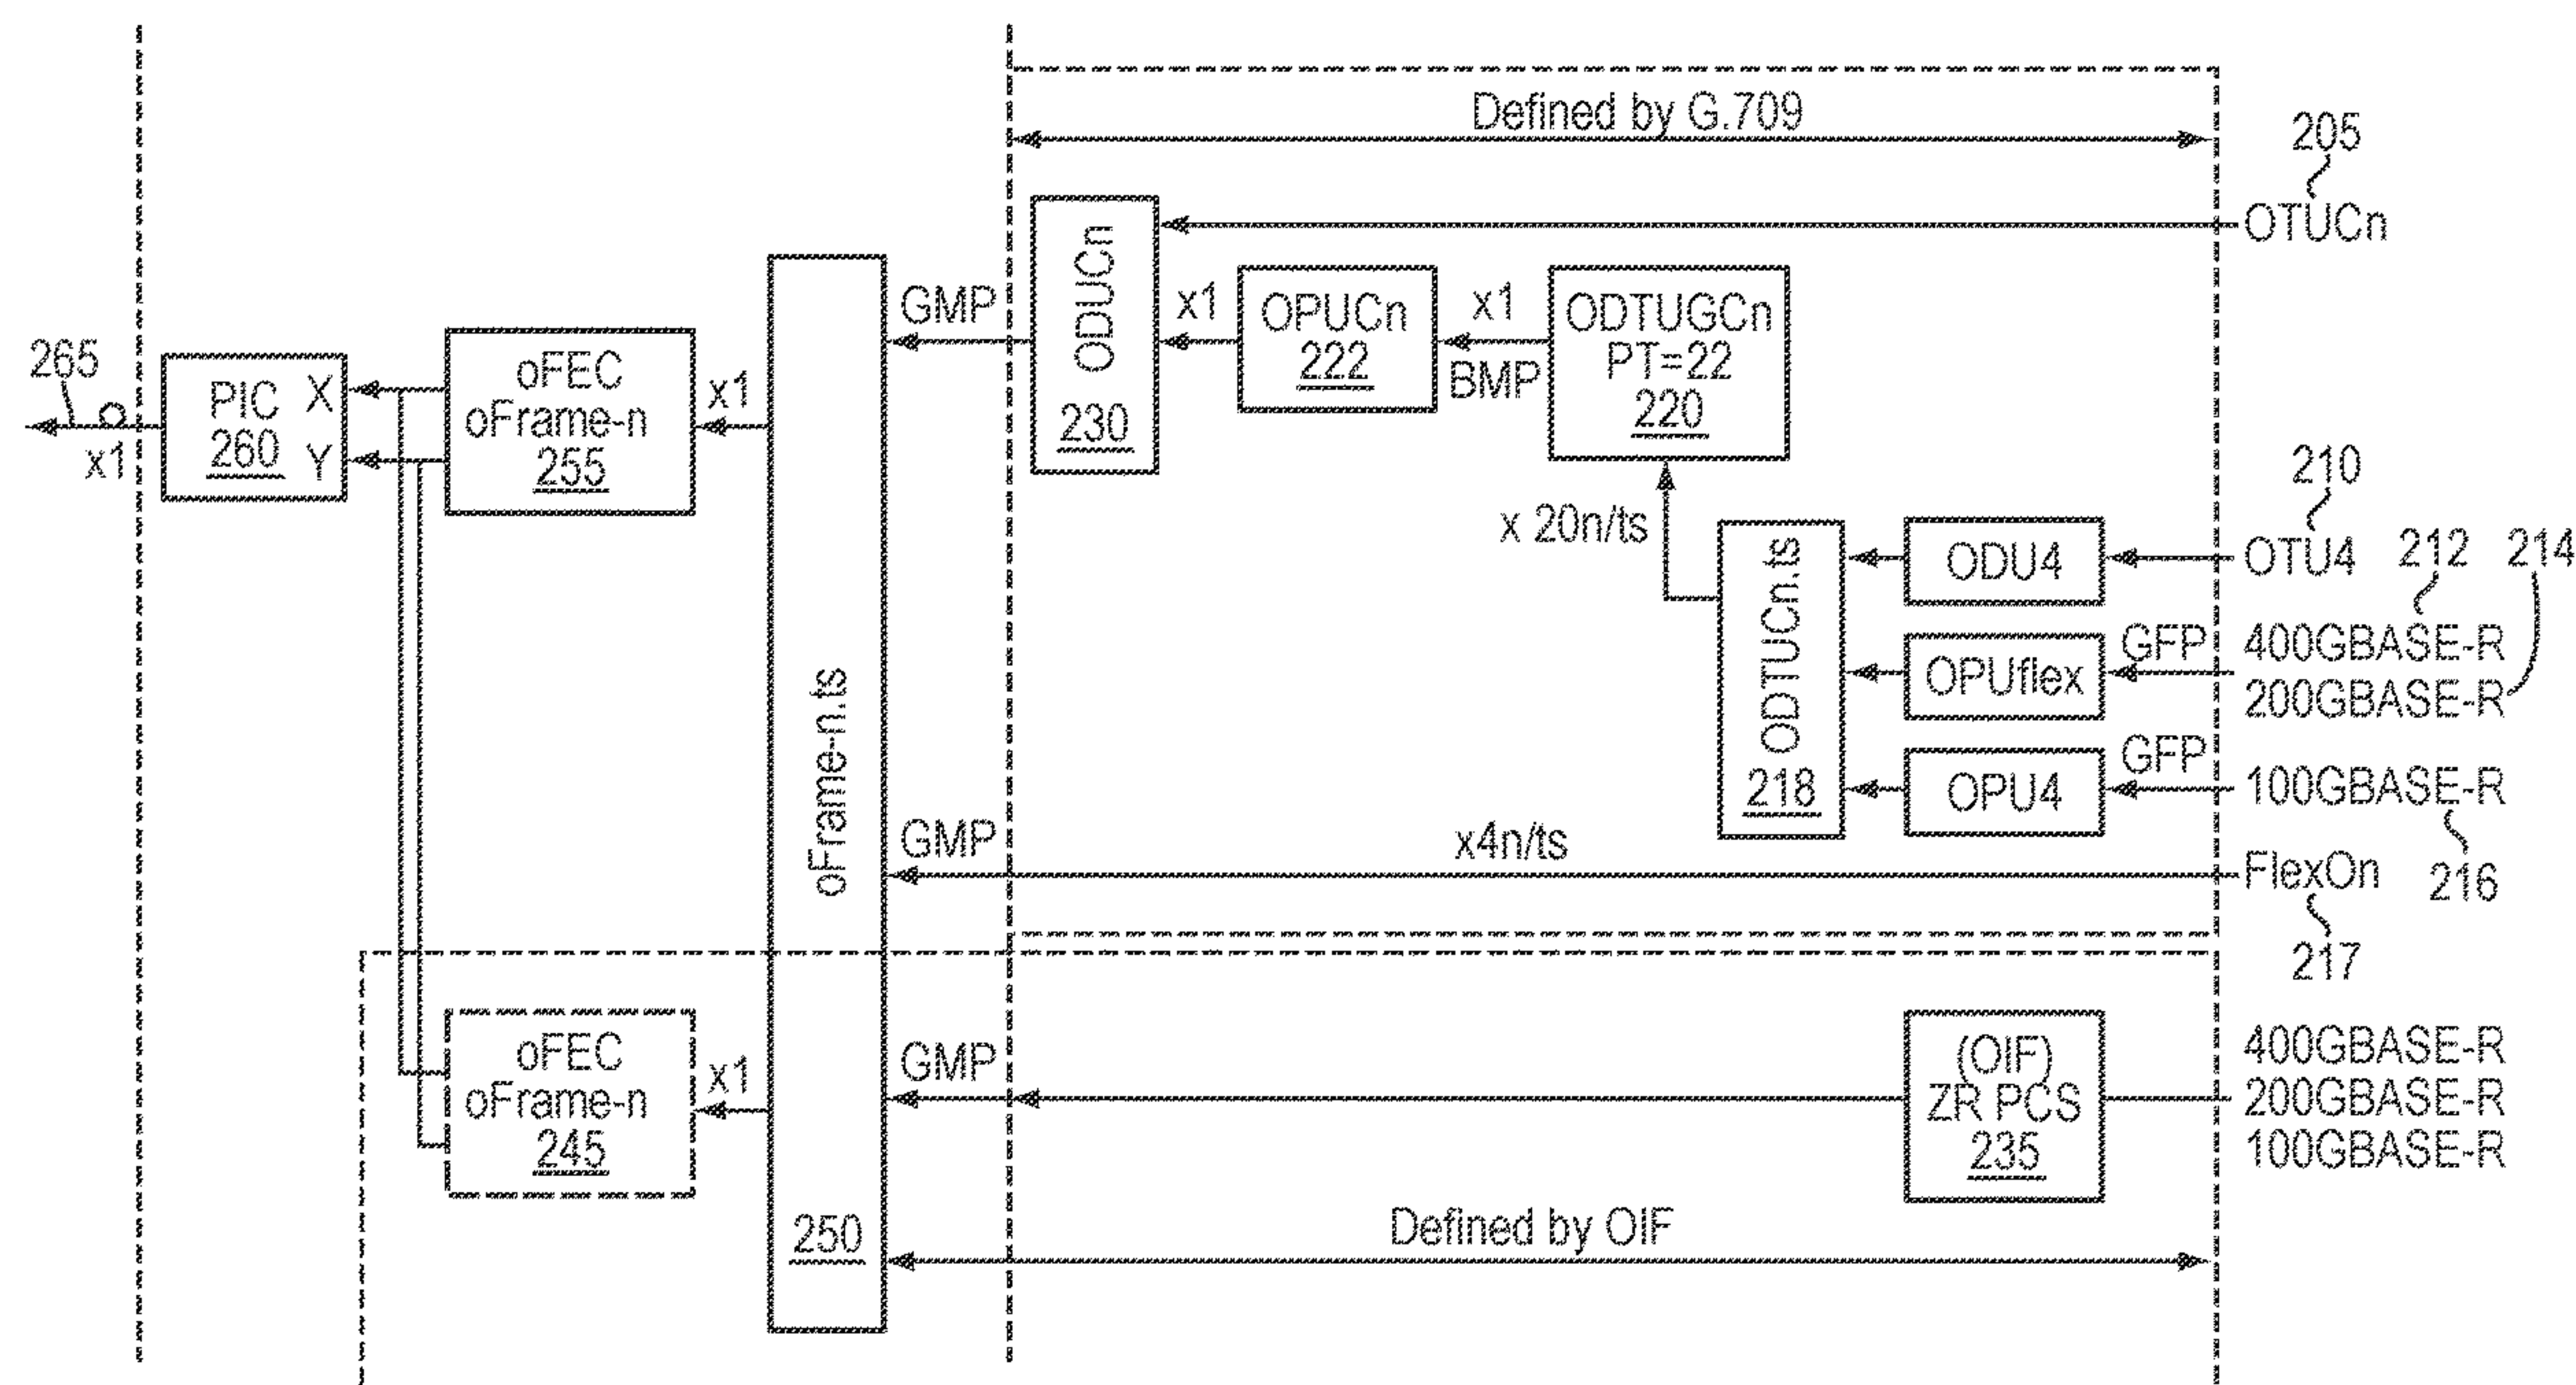 Defined by G.709
205
OTUCn
ODUCn
230
GMP
x1
OPUCn
222
x1
BMP
ODTUGCn
PT=22
220
265
x1
PIC
260
X
Y
oFEC
oFrame-n
255
x1
oFrame-n.ts
250
x 20n/ts
ODTUCn.ts
218
ODU4
210
OTU4
212
214
OPUflex
GFP
400GBASE-R
200GBASE-R
OPU4
GFP
100GBASE-R
216
GMP
x4n/ts
FlexOn
217
oFEC
oFrame-n
245
x1
GMP
(OIF)
ZR PCS
235
400GBASE-R
200GBASE-R
100GBASE-R
Defined by OIF